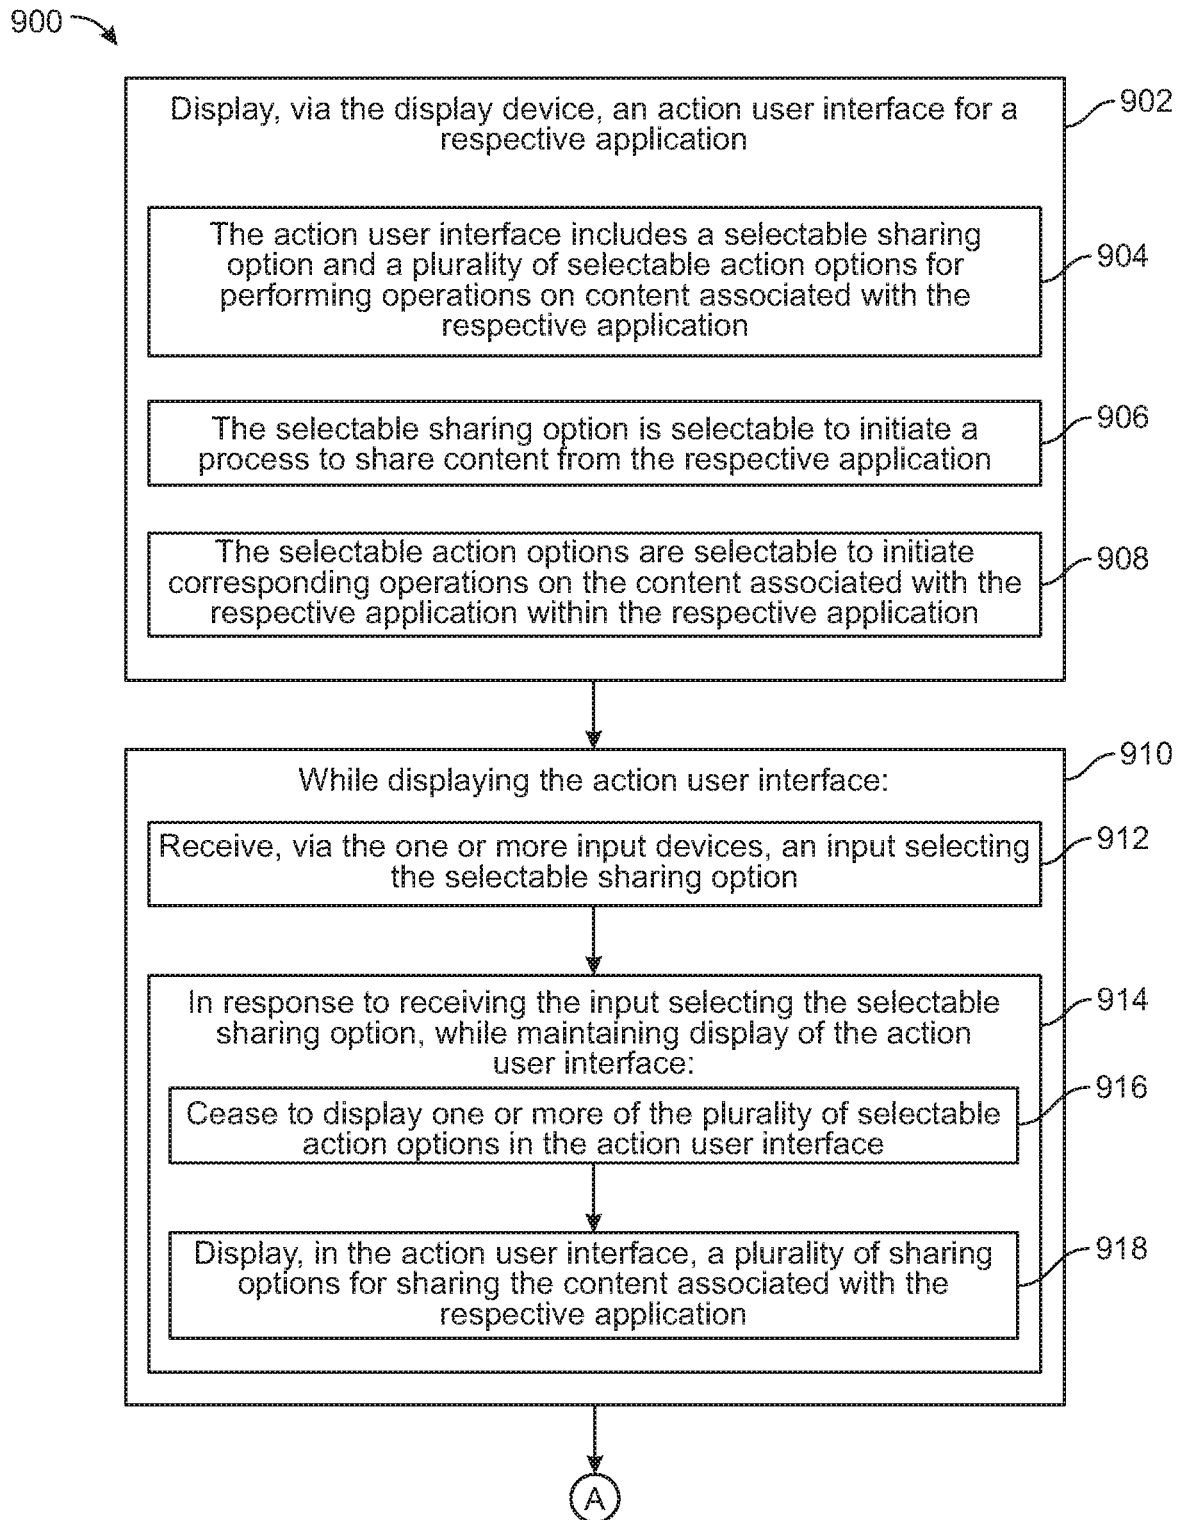 900
Display, via the display device, an action user interface for a
respective application
902
The action user interface includes a selectable sharing
option and a plurality of selectable action options for
performing operations on content associated with the
respective application
904
The selectable sharing option is selectable to initiate a
process to share content from the respective application
906
The selectable action options are selectable to initiate
corresponding operations on the content associated with the
respective application within the respective application
908
While displaying the action user interface:
910
Receive, via the one or more input devices, an input selecting
the selectable sharing option
912
In response to receiving the input selecting the selectable
sharing option, while maintaining display of the action
user interface:
914
Cease to display one or more of the plurality of selectable
action options in the action user interface
916
Display, in the action user interface, a plurality of sharing
options for sharing the content associated with the
respective application
918
A